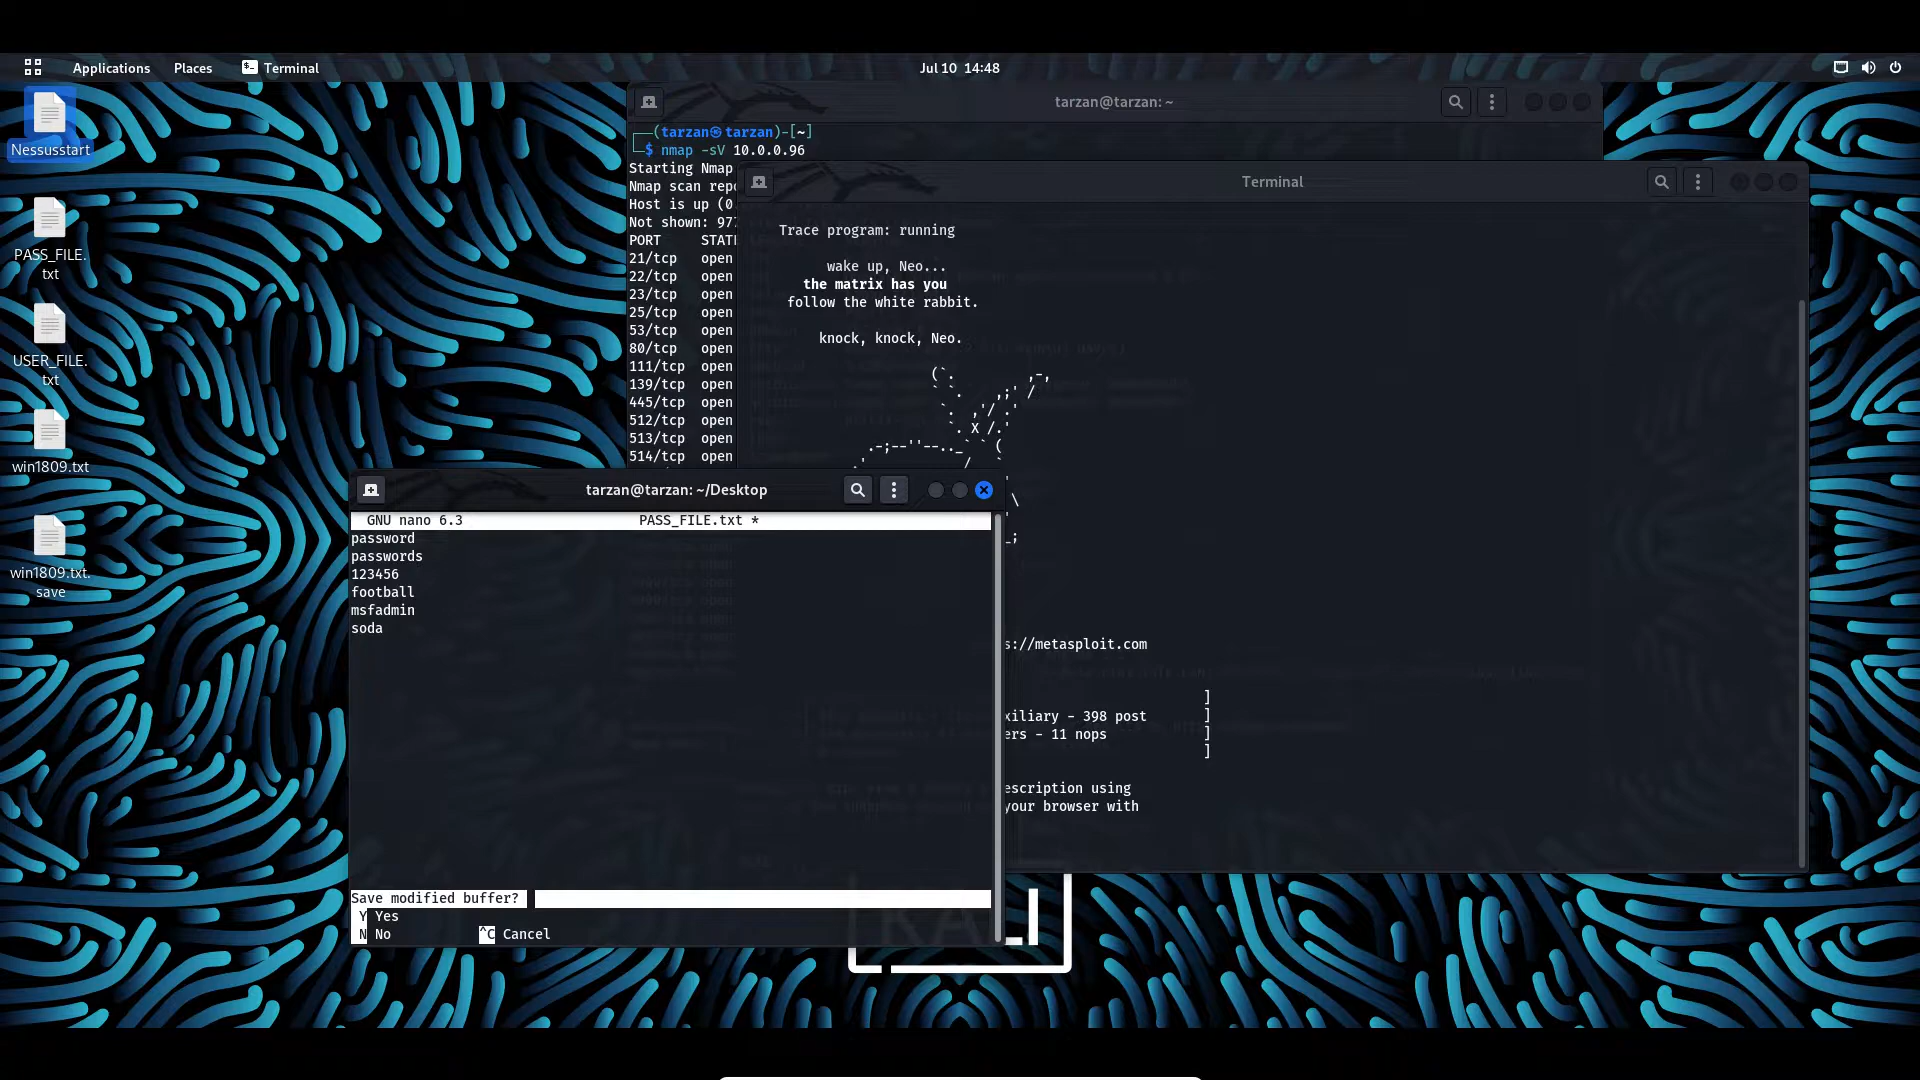 Applications
Places
Terminal
Jul 10 14:48
Nessusstart
PASS_FILE.
txt
USER_FILE.
txt
win1809.txt
win1809.txt.
save
tarzan@tarzan: ~
(tarzan㉿tarzan)-[~]
$ nmap -sV 10.0.0.96
Starting Nmap
Nmap scan repo
Host is up (0.
Not shown: 977
PORT STATE
21/tcp open
22/tcp open
23/tcp open
25/tcp open
53/tcp open
80/tcp open
111/tcp open
139/tcp open
445/tcp open
512/tcp open
513/tcp open
514/tcp open
Terminal
Trace program: running
wake up, Neo...
the matrix has you
follow the white rabbit.
knock, knock, Neo.
s://metasploit.com
]
xiliary - 398 post ]
ers - 11 nops ]
]
escription using
your browser with
tarzan@tarzan: ~/Desktop
GNU nano 6.3 PASS_FILE.txt *
password
passwords
123456
football
msfadmin
soda
Save modified buffer?
Y Yes
N No ^C Cancel